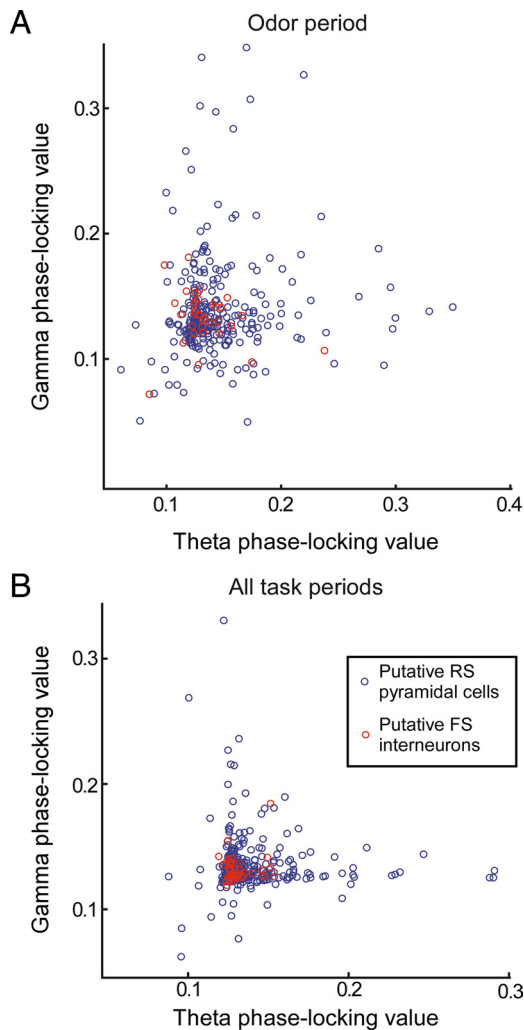 A
Odor period
Gamma phase-locking value
0.3
0.2
0.1
0.1
0.2
0.3
0.4
Theta phase-locking value
B
All task periods
Gamma phase-locking value
0.3
0.2
0.1
Putative RS
pyramidal cells
Putative FS
interneurons
0.1
0.2
0.3
Theta phase-locking value